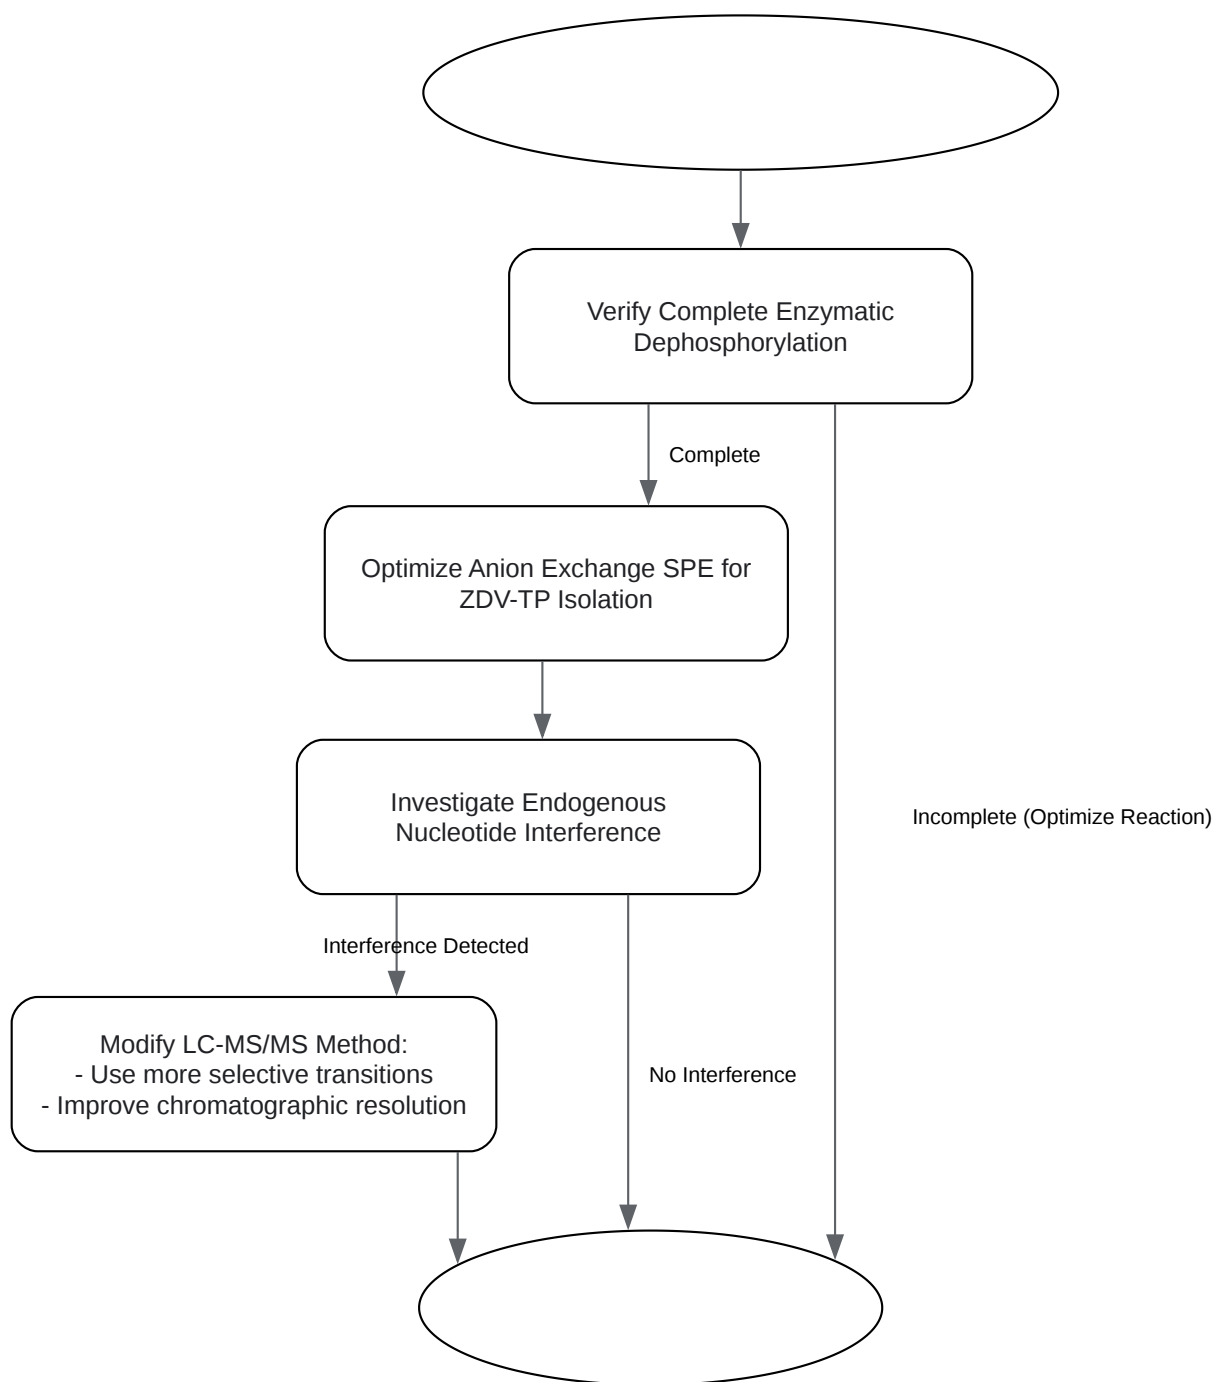 Verify Complete Enzymatic
Dephosphorylation
Complete
Optimize Anion Exchange SPE for
ZDV-TP Isolation
Investigate Endogenous
Nucleotide Interference
Incomplete (Optimize Reaction)
Interference Detected
Modify LC-MS/MS Method:
- Use more selective transitions
- Improve chromatographic resolution
No Interference